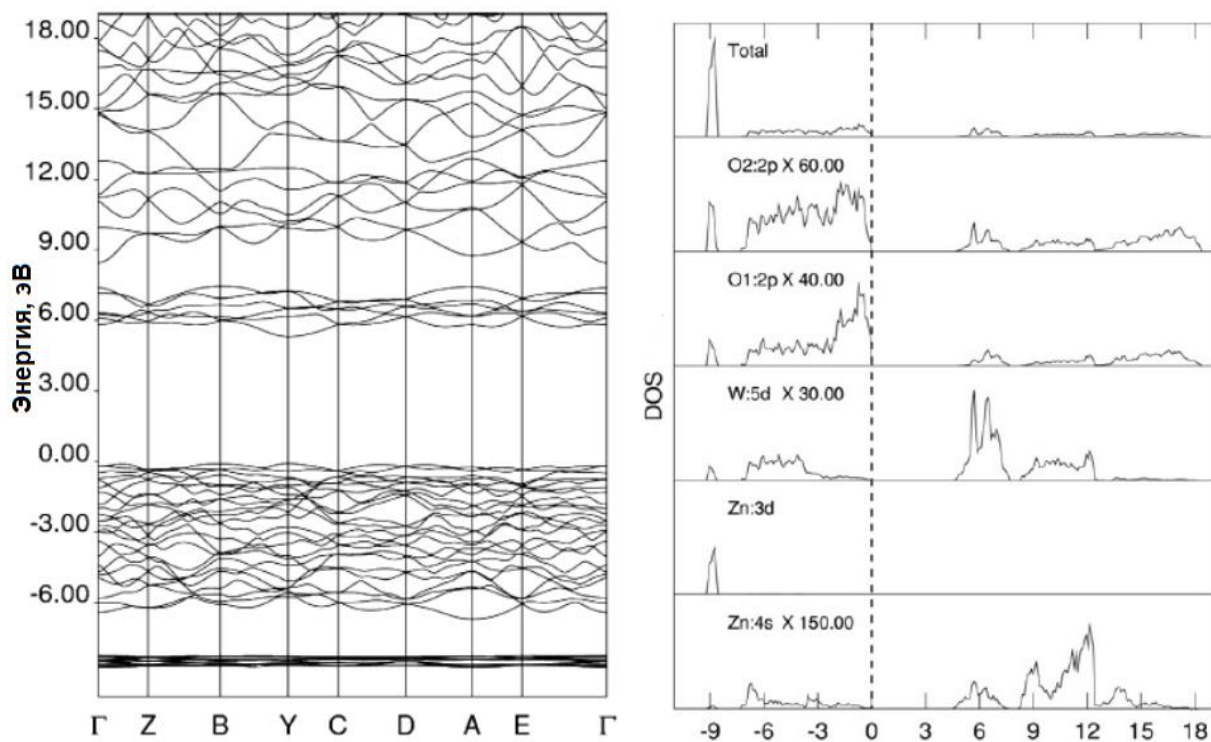 Энергия, эВ
18.00
15.00
12.00
9.00
6.00
3.00
0.00
-3.00
-6.00
Γ Z B Y C D A E Γ
DOS
Total
O2:2p X 60.00
O1:2p X 40.00
W:5d X 30.00
Zn:3d
Zn:4s X 150.00
-9 -6 -3 0 3 6 9 12 15 18